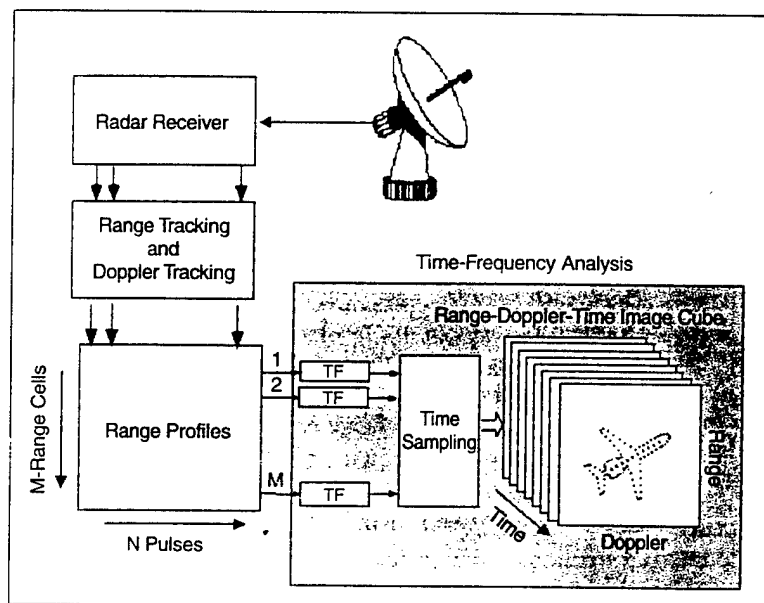 Radar Receiver
Range Tracking
and
Doppler Tracking
Time-Frequency Analysis
Range-Doppler-Time Image Cube
M-Range Cells
Range Profiles
1
2
M
TF
TF
TF
Time
Sampling
Time
Range
Doppler
N Pulses